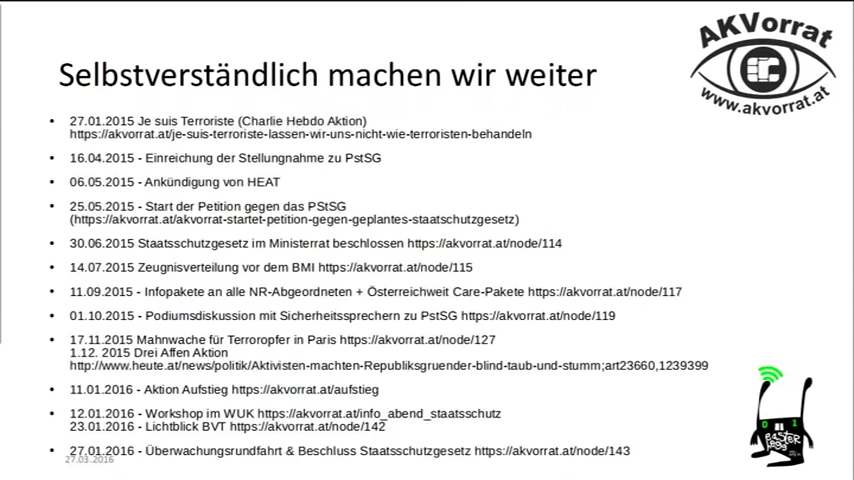 AKVorrat
www.akvorrat.at
Selbstverständlich machen wir weiter
• 27.01.2015 Je suis Terroriste (Charlie Hebdo Aktion)
https://akvorrat.at/je-suis-terroriste-lassen-wir-uns-nicht-wie-terroristen-behandeln
• 16.04.2015 - Einreichung der Stellungnahme zu PstSG
• 06.05.2015 - Ankündigung von HEAT
• 25.05.2015 - Start der Petition gegen das PStSG
(https://akvorrat.at/akvorrat-startet-petition-gegen-geplantes-staatschutzgesetz)
• 30.06.2015 Staatsschutzgesetz im Ministerrat beschlossen https://akvorrat.at/node/114
• 14.07.2015 Zeugnisverteilung vor dem BMI https://akvorrat.at/node/115
• 11.09.2015 - Infopakete an alle NR-Abgeordneten + Österreichweit Care-Pakete https://akvorrat.at/node/117
• 01.10.2015 - Podiumsdiskussion mit Sicherheitssprechern zu PStSG https://akvorrat.at/node/119
• 17.11.2015 Mahnwache für Terroropfer in Paris https://akvorrat.at/node/127
1.12. 2015 Drei Affen Aktion
http://www.heute.at/news/politik/Aktivisten-machten-Republiksgruender-blind-taub-und-stumm;art23660,1239399
• 11.01.2016 - Aktion Aufstieg https://akvorrat.at/aufstieg
• 12.01.2016 - Workshop im WUK https://akvorrat.at/info_abend_staatsschutz
23.01.2016 - Lichtblick BVT https://akvorrat.at/node/142
• 27.01.2016 - Überwachungsrundfahrt & Beschluss Staatsschutzgesetz https://akvorrat.at/node/143
27.03.2016
0 1
easter
hegg